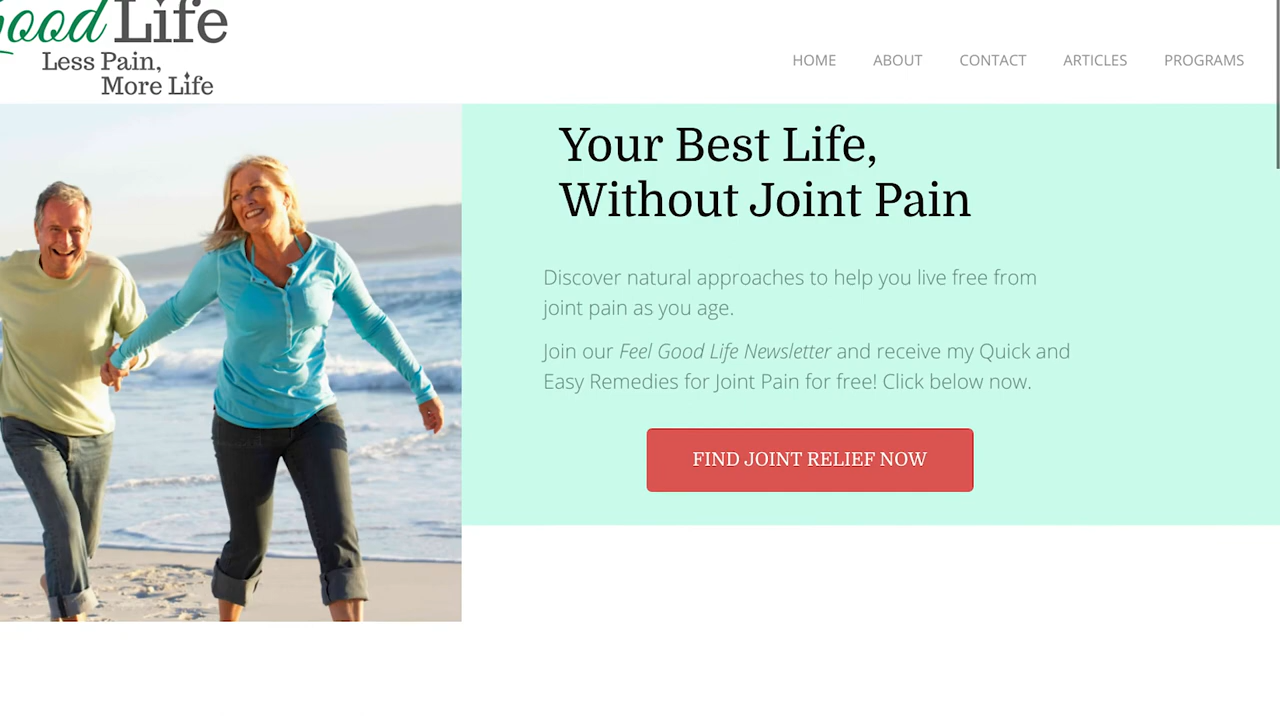 Life
Less Pain,
More Life
HOME ABOUT CONTACT ARTICLES PROGRAMS
Your Best Life,
Without Joint Pain
Discover natural approaches to help you live free from
joint pain as you age.
Join our Feel Good Life Newsletter and receive my Quick and
Easy Remedies for Joint Pain for free! Click below now.
FIND JOINT RELIEF NOW